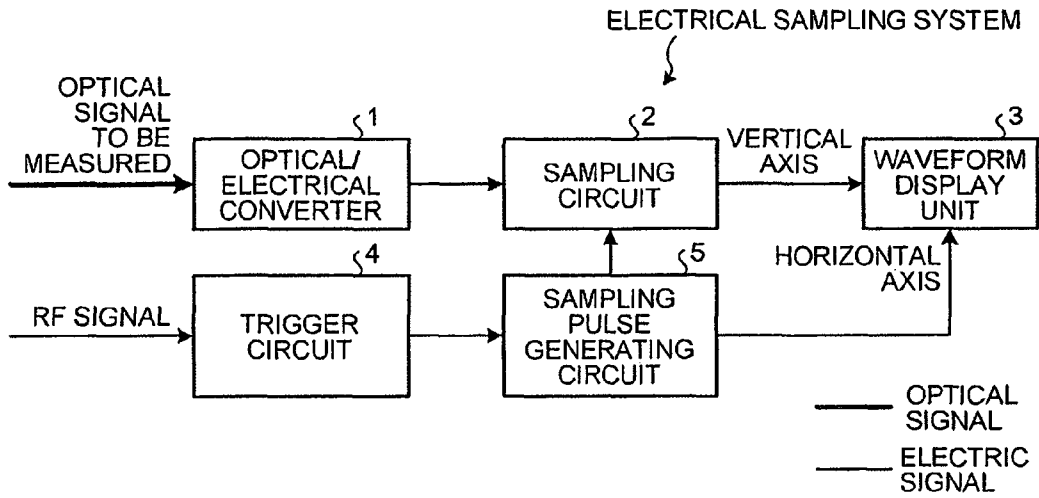 ELECTRICAL SAMPLING SYSTEM
OPTICAL
SIGNAL
TO BE
MEASURED
1
OPTICAL/
ELECTRICAL
CONVERTER
2
SAMPLING
CIRCUIT
VERTICAL
AXIS
3
WAVEFORM
DISPLAY
UNIT
RF SIGNAL
4
TRIGGER
CIRCUIT
5
SAMPLING
PULSE
GENERATING
CIRCUIT
HORIZONTAL
AXIS
OPTICAL
SIGNAL
ELECTRIC
SIGNAL